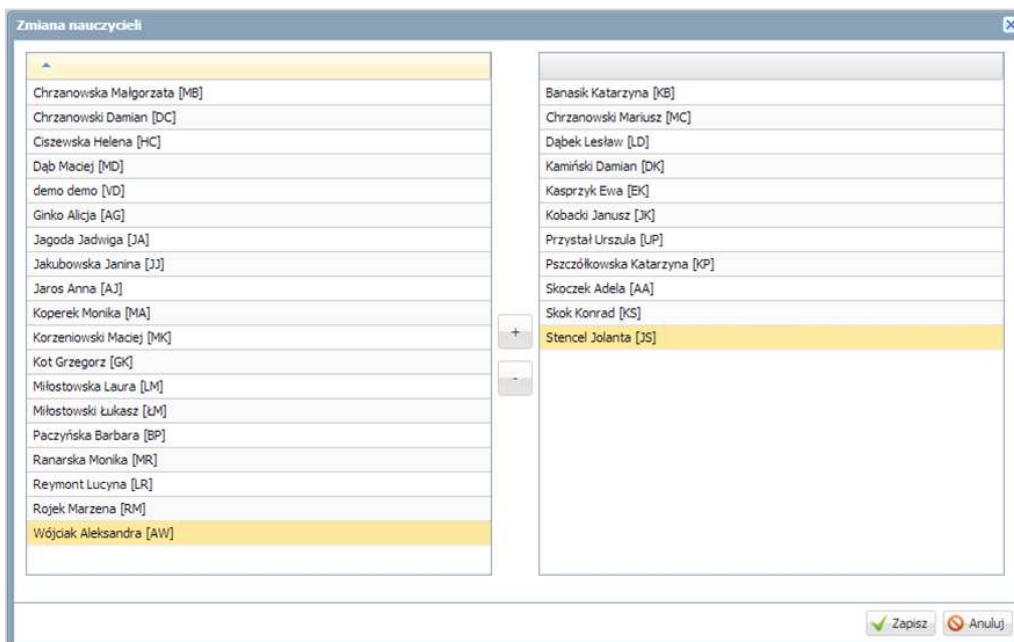 Zmiana nauczycieli
Chrzanowska Małgorzata [MB]
Chrzanowski Damian [DC]
Ciszewska Helena [HC]
Dąb Maciej [MD]
demo demo [VD]
Ginko Alicja [AG]
Jagoda Jadwiga [JA]
Jakubowska Janina [JJ]
Jaros Anna [AJ]
Koperek Monika [MA]
Korzeniowski Maciej [MK]
Kot Grzegorz [GK]
Miłostowska Laura [LM]
Miłostowski Łukasz [ŁM]
Paczyńska Barbara [BP]
Ranarska Monika [MR]
Reymont Lucyna [LR]
Rojek Marzena [RM]
Wójciak Aleksandra [AW]
+
-
Banasik Katarzyna [KB]
Chrzanowski Mariusz [MC]
Dąbek Lesław [LD]
Kamiński Damian [DK]
Kasprzyk Ewa [EK]
Kobacki Janusz [JK]
Przystał Urszula [UP]
Pszczółkowska Katarzyna [KP]
Skoczek Adela [AA]
Skok Konrad [KS]
Stencel Jolanta [JS]
Zapisz
Anuluj